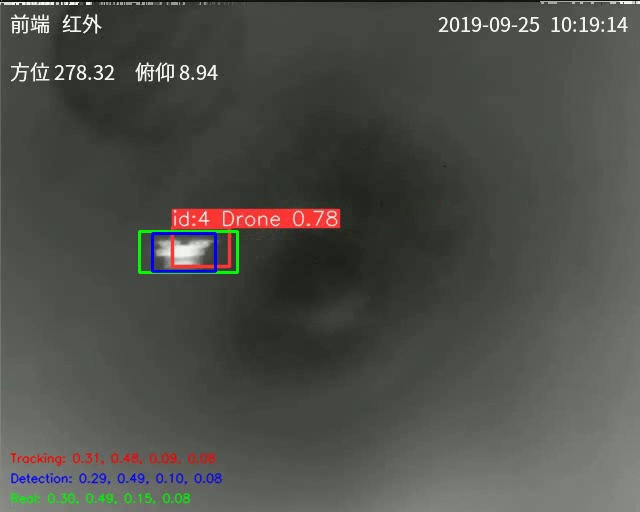 前端 红外 2019-09-25 10:19:14
方位 278.32 俯仰 8.94
id:4 Drone 0.78
Tracking: 0.31, 0.48, 0.09, 0.08
Detection: 0.29, 0.49, 0.10, 0.08
Real: 0.30, 0.49, 0.15, 0.08